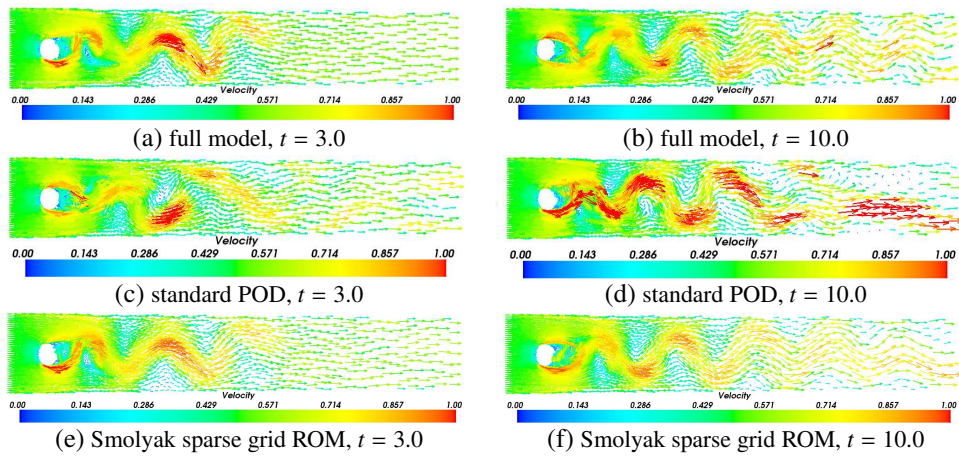 Velocity
0.00 0.143 0.286 0.429 0.571 0.714 0.857 1.00
(a) full model, t = 3.0
Velocity
0.00 0.143 0.286 0.429 0.571 0.714 0.857 1.00
(b) full model, t = 10.0
Velocity
0.00 0.143 0.286 0.429 0.571 0.714 0.857 1.00
(c) standard POD, t = 3.0
Velocity
0.00 0.143 0.286 0.429 0.571 0.714 0.857 1.00
(d) standard POD, t = 10.0
Velocity
0.00 0.143 0.286 0.429 0.571 0.714 0.857 1.00
(e) Smolyak sparse grid ROM, t = 3.0
Velocity
0.00 0.143 0.286 0.429 0.571 0.714 0.857 1.00
(f) Smolyak sparse grid ROM, t = 10.0